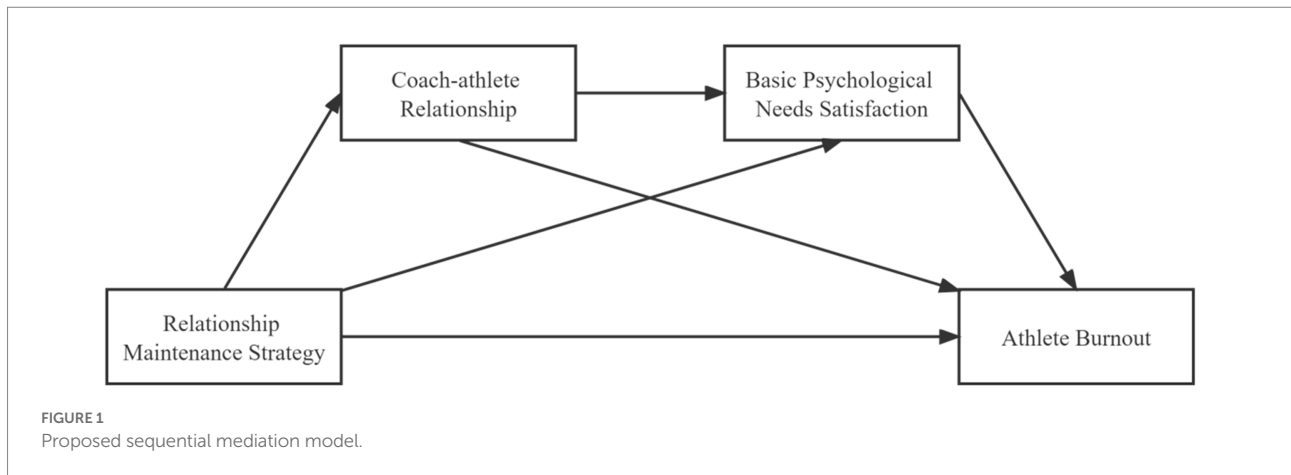 Coach-athlete
Relationship
Basic Psychological
Needs Satisfaction
Relationship
Maintenance Strategy
Athlete Burnout
FIGURE 1
Proposed sequential mediation model.